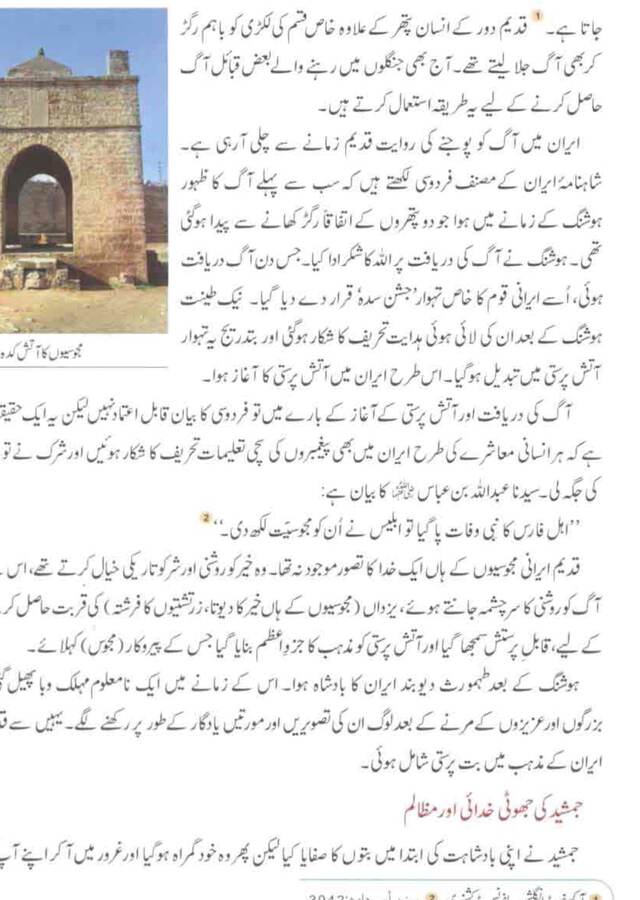 جاتا ہے۔ 1 قدیم دور کے انسان پتھر کے علاوہ خاص قسم کی لکڑی کو باہم رگڑ
کر بھی آگ جلا لیتے تھے۔ آج بھی جنگلوں میں رہنے والے بعض قبائل آگ
حاصل کرنے کے لیے یہ طریقہ استعمال کرتے ہیں۔
ایران میں آگ کو پوجنے کی روایت قدیم زمانے سے چلی آرہی ہے۔
شاہنامۂ ایران کے مصنف فردوسی لکھتے ہیں کہ سب سے پہلے آگ کا ظہور
ہوشنگ کے زمانے میں ہوا جو دو پتھروں کے اتفاقاً رگڑ کھانے سے پیدا ہوگئی
تھی۔ ہوشنگ نے آگ کی دریافت پر اللہ کا شکر ادا کیا۔ جس دن آگ دریافت
ہوئی، اُسے ایرانی قوم کا خاص تہوار 'جشن سدہ' قرار دے دیا گیا۔ نیک طینت
ہوشنگ کے بعد ان کی لائی ہوئی ہدایت تحریف کا شکار ہوگئی اور بتدریج یہ تہوار
آتش پرستی میں تبدیل ہوگیا۔ اس طرح ایران میں آتش پرستی کا آغاز ہوا۔
مجوسیوں کا آتش کدہ
آگ کی دریافت اور آتش پرستی کے آغاز کے بارے میں تو فردوسی کا بیان قابل اعتماد نہیں لیکن یہ ایک
ہے کہ ہر انسانی معاشرے کی طرح ایران میں بھی پیغمبروں کی سچی تعلیمات تحریف کا شکار ہوئیں اور شرک نے تو
کی جگہ لی۔ سیدنا عبداللہ بن عباس کا بیان ہے:
''اہل فارس کا نبی وفات پا گیا تو ابلیس نے اُن کو مجوسیّت لکھ دی۔'' 2
قدیم ایرانی مجوسیوں کے ہاں ایک خدا کا تصور موجود نہ تھا۔ وہ خیر کو روشنی اور شر کو تاریکی خیال کرتے تھے، اس
آگ کو روشنی کا سرچشمہ جانتے ہوئے، یزداں (مجوسیوں کے ہاں خیر کا دیوتا، زرتشتیوں کا فرشتہ) کی قربت حاصل کر
کے لیے، قابلِ پرستش سمجھا گیا اور آتش پرستی کو مذہب کا جزوِ اعظم بنایا گیا جس کے پیروکار (مجوس) کہلائے۔
ہوشنگ کے بعد طہمورث دیوبند ایران کا بادشاہ ہوا۔ اس کے زمانے میں ایک نامعلوم مہلک وبا پھیل
بزرگوں اور عزیزوں کے مرنے کے بعد لوگ ان کی تصویریں اور مورتیں یادگار کے طور پر رکھنے لگے۔ یہیں سے
ایران کے مذہب میں بت پرستی شامل ہوئی۔
جمشید کی جھوٹی خدائی اور مظالم
جمشید نے اپنی بادشاہت کی ابتدا میں بتوں کا صفایا کیا لیکن پھر وہ خود گمراہ ہوگیا اور غرور میں آ کر اپنے آپ